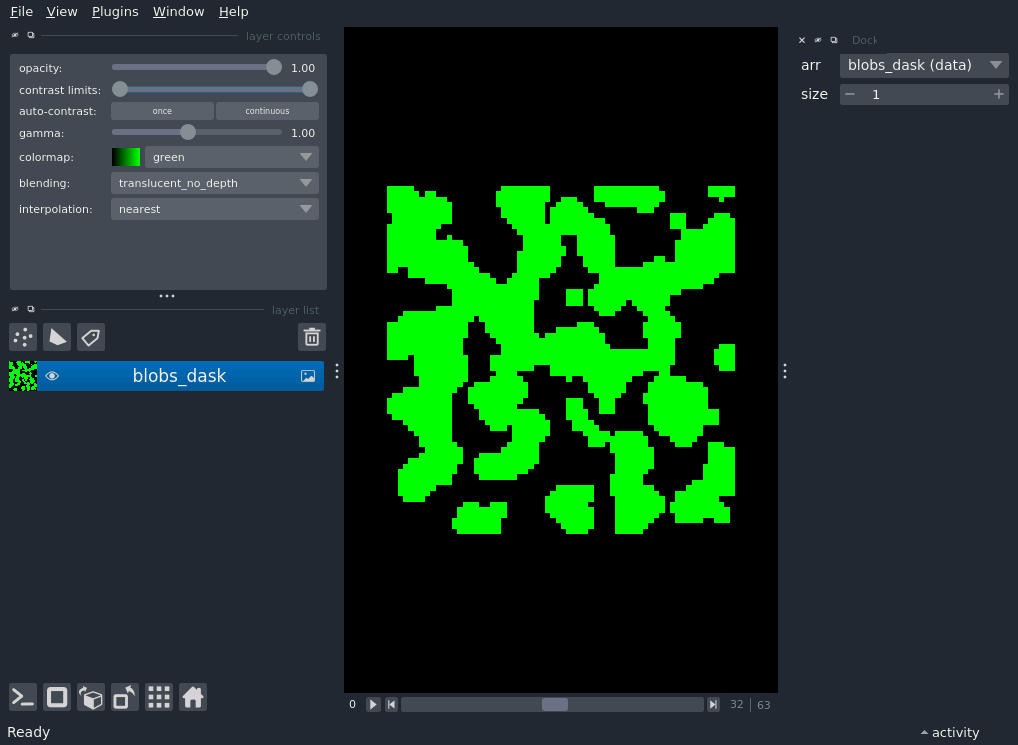 File View Plugins Window Help
layer controls
opacity: 1.00
contrast limits:
auto-contrast: once continuous
gamma: 1.00
colormap: green
blending: translucent_no_depth
interpolation: nearest
layer list
blobs_dask
0 32 | 63
Dock
arr blobs_dask (data)
size 1
Ready
activity